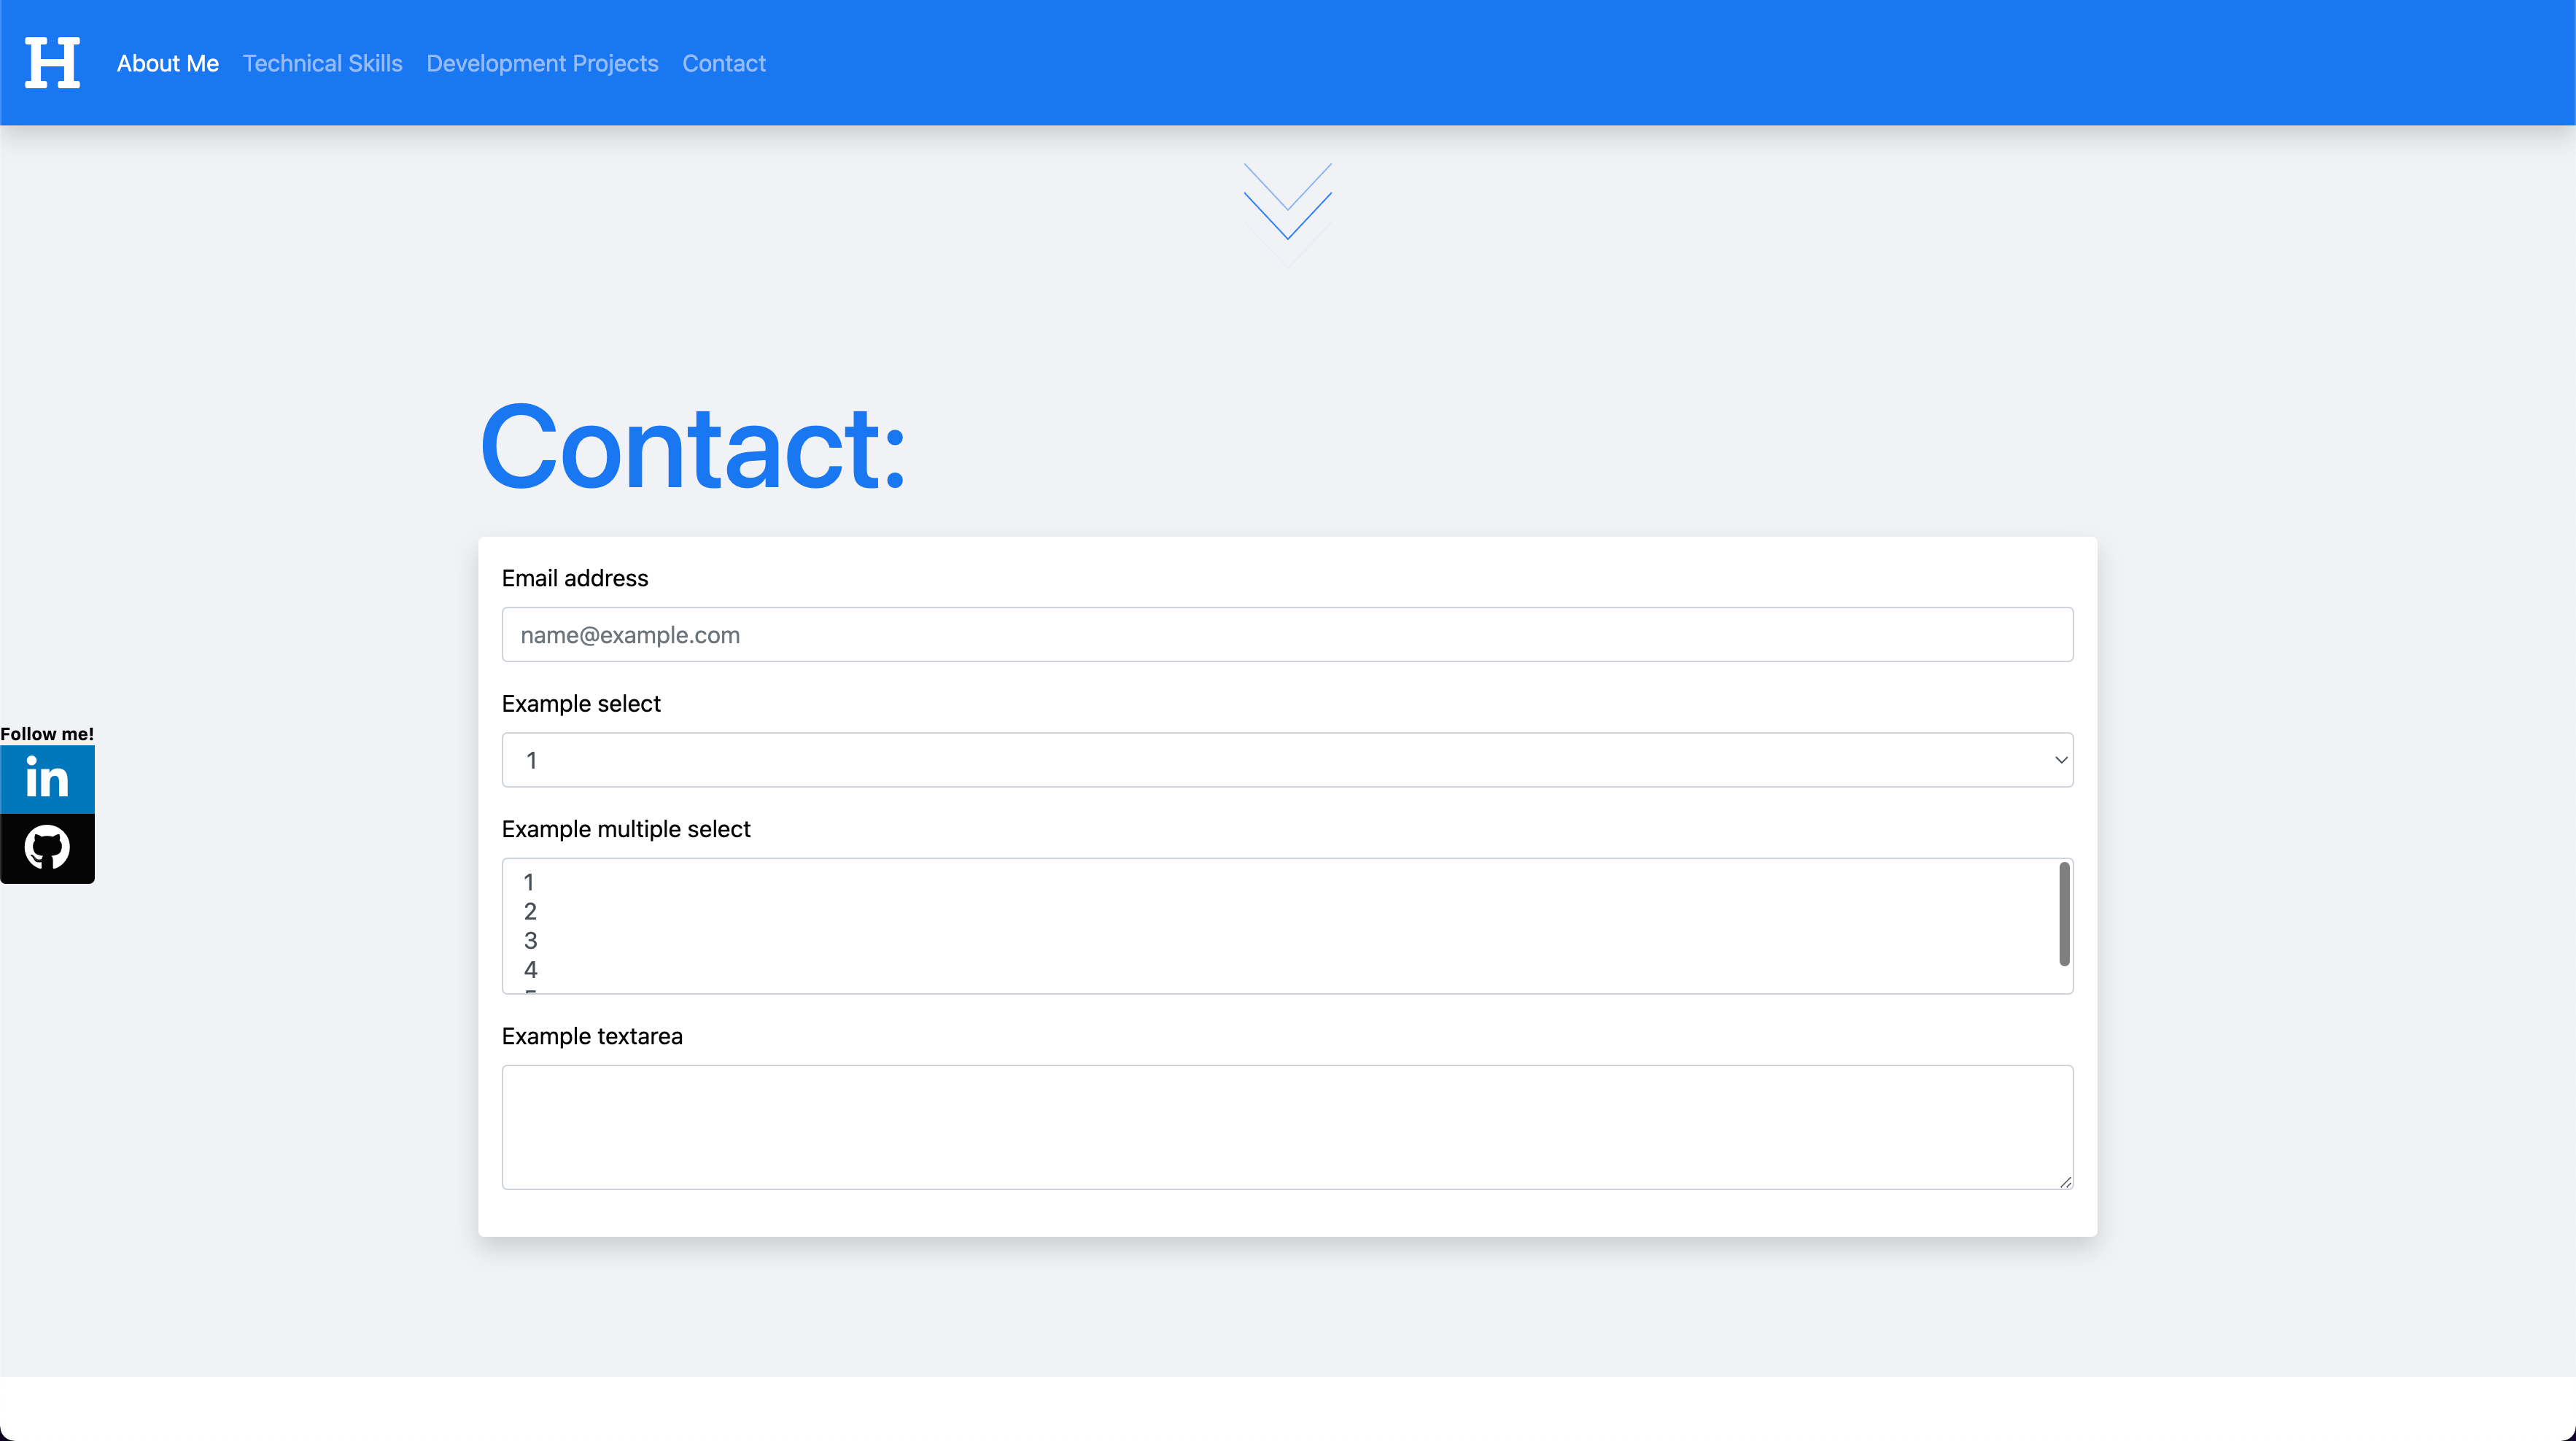 H About Me Technical Skills Development Projects Contact
Contact:
Email address
name@example.com
Example select
1
Follow me!
in
Example multiple select
1
2
3
4
Example textarea